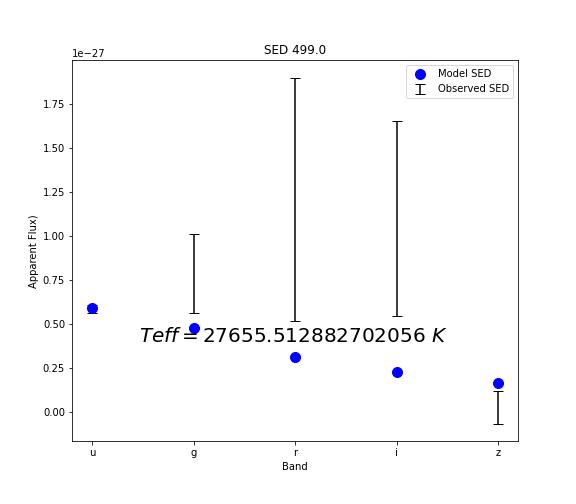 SED 499.0
1e−27
Model SED
Observed SED
1.75
1.50
1.25
1.00
0.75
0.50
0.25
0.00
Apparent Flux)
Teff = 27655.512882702056 K
u g r i z
Band